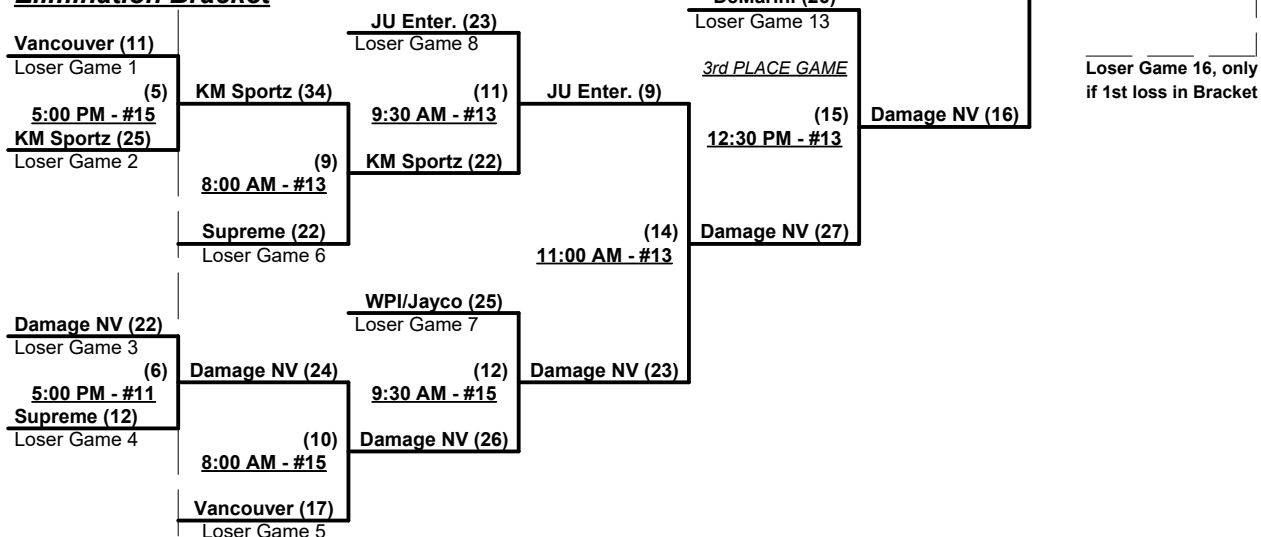 Elimination Bracket
Vancouver (11)
Loser Game 1
(5)
5:00 PM - #15
KM Sportz (25)
Loser Game 2
KM Sportz (34)
(9)
8:00 AM - #13
Supreme (22)
Loser Game 6
JU Enter. (23)
Loser Game 8
(11)
9:30 AM - #13
KM Sportz (22)
JU Enter. (9)
Loser Game 13
3rd PLACE GAME
(15)
12:30 PM - #13
Damage NV (16)
Loser Game 16, only
if 1st loss in Bracket
(14)
11:00 AM - #13
Damage NV (27)
Damage NV (22)
Loser Game 3
(6)
5:00 PM - #11
Supreme (12)
Loser Game 4
Damage NV (24)
(10)
8:00 AM - #15
Vancouver (17)
Loser Game 5
WPI/Jayco (25)
Loser Game 7
(12)
9:30 AM - #15
Damage NV (26)
Damage NV (23)